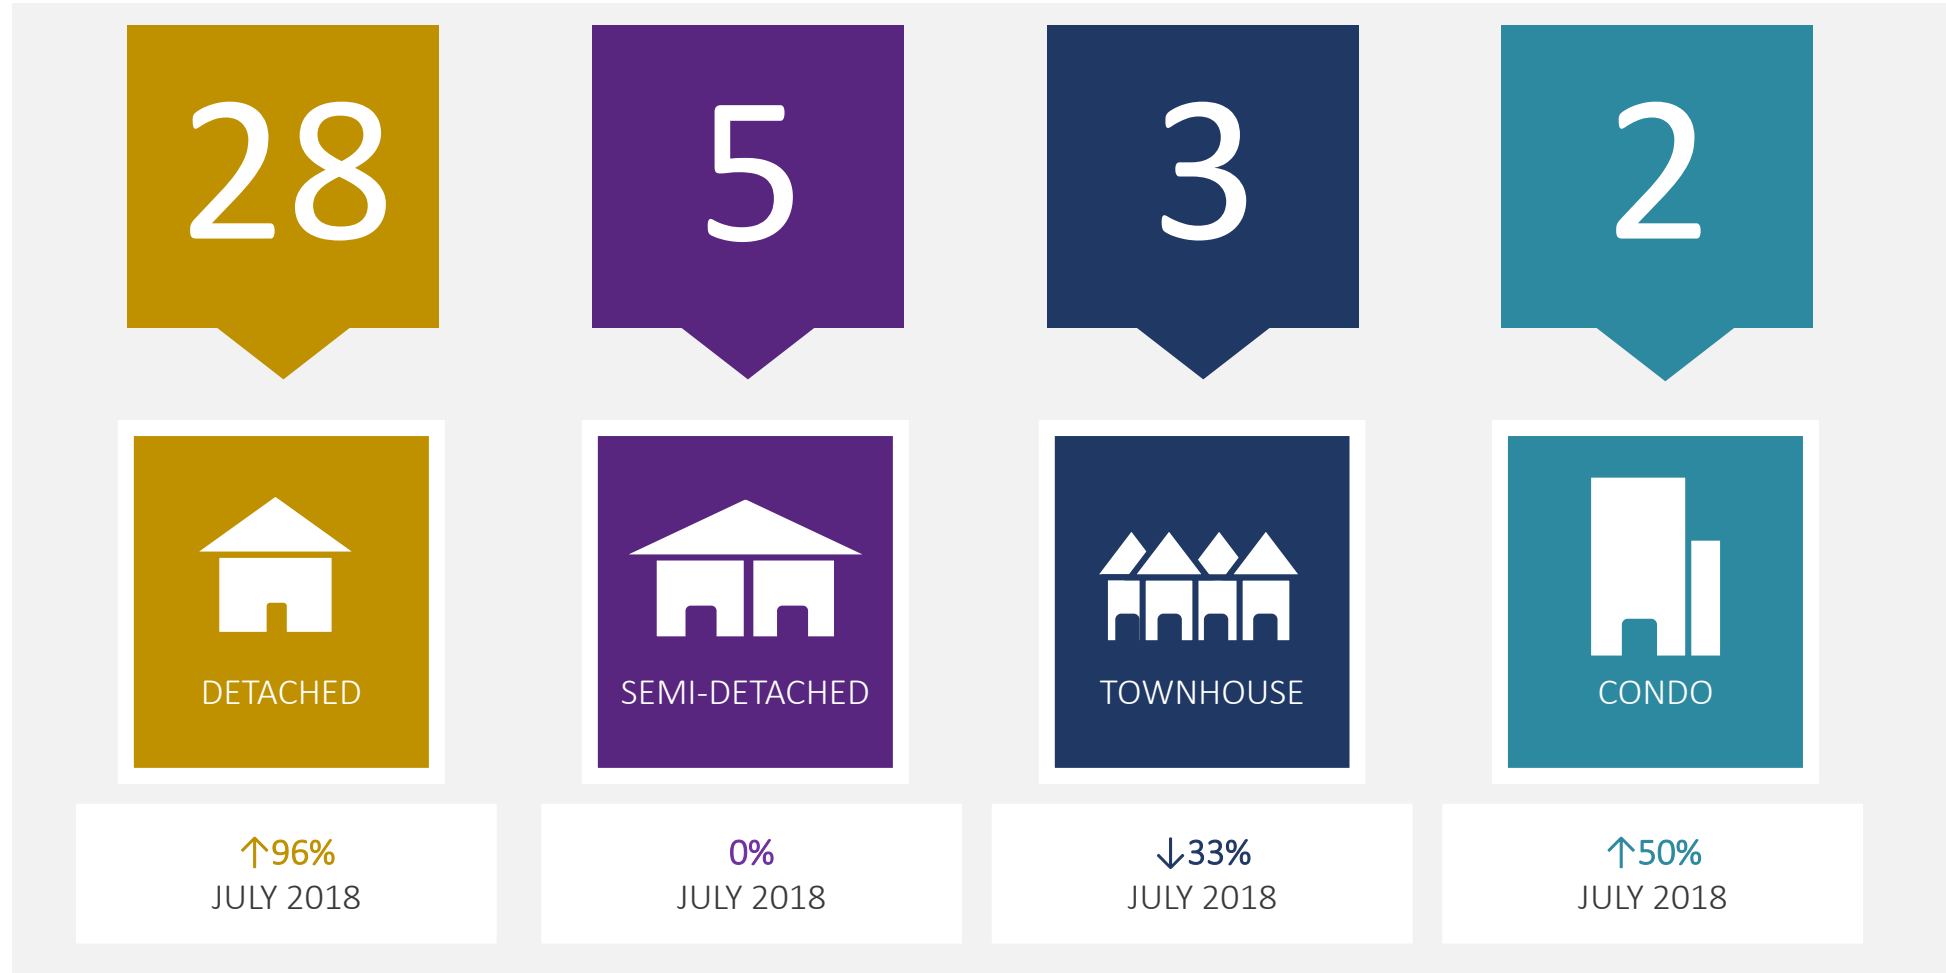 28
5
3
2
DETACHED
SEMI-DETACHED
TOWNHOUSE
CONDO
↑96%
JULY 2018
0%
JULY 2018
↓33%
JULY 2018
↑50%
JULY 2018